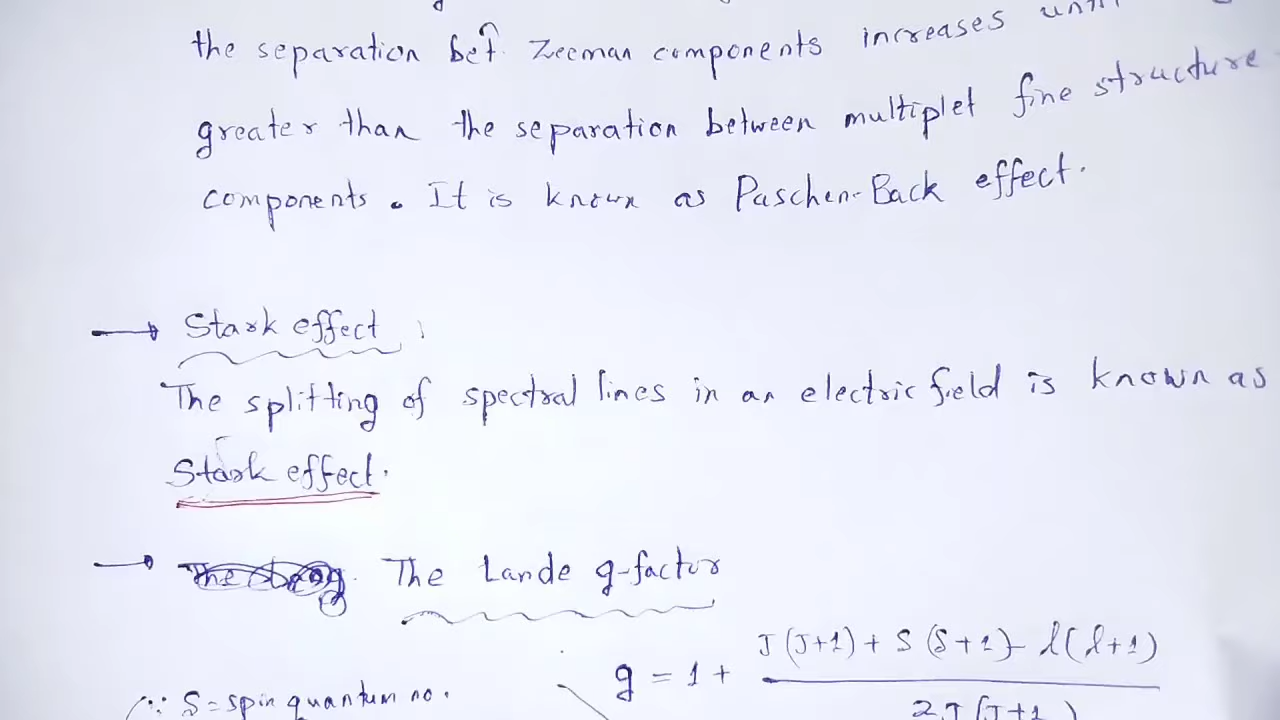 the separation bet^n. Zeeman components increases until
greater than the separation between multiplet fine structure
components. It is known as Paschen-Back effect.
→ Stark effect :
The splitting of spectral lines in an electric field is known as
Stark effect.
→ The Lande g-factor
g = 1 + J(J+1) + S(S+1) - l(l+1)
2J(J+1)
∵ S = spin quantum no.